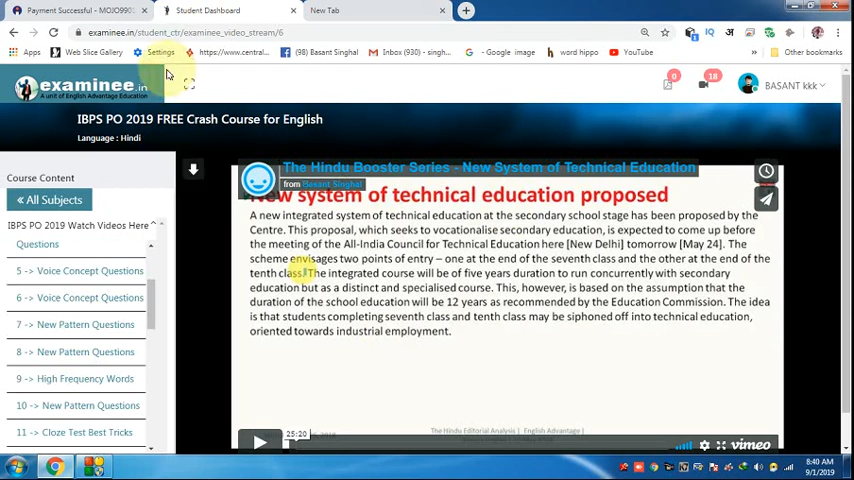 Payment Successful - MOJO9901
Student Dashboard
New Tab
examinee.in/student_ctr/examinee_video_stream/6
Apps
Web Slice Gallery
Settings
https://www.central...
(98) Basant Singhal
Inbox (930) - singh...
- Google image
word hippo
YouTube
Other bookmarks
examinee.in
A unit of English Advantage Education
0
18
BASANT kkk
IBPS PO 2019 FREE Crash Course for English
Language : Hindi
Course Content
« All Subjects
IBPS PO 2019 Watch Videos Here
Questions
5 -> Voice Concept Questions
6 -> Voice Concept Questions
7 -> New Pattern Questions
8 -> New Pattern Questions
9 -> High Frequency Words
10 -> New Pattern Questions
11 -> Cloze Test Best Tricks
The Hindu Booster Series - New System of Technical Education
from Basant Singhal
New system of technical education proposed
A new integrated system of technical education at the secondary school stage has been proposed by the
Centre. This proposal, which seeks to vocationalise secondary education, is expected to come up before
the meeting of the All-India Council for Technical Education here [New Delhi] tomorrow [May 24]. The
scheme envisages two points of entry – one at the end of the seventh class and the other at the end of the
tenth class. The integrated course will be of five years duration to run concurrently with secondary
education but as a distinct and specialised course. This, however, is based on the assumption that the
duration of the school education will be 12 years as recommended by the Education Commission. The idea
is that students completing seventh class and tenth class may be siphoned off into technical education,
oriented towards industrial employment.
The Hindu Editorial Analysis | English Advantage |
25:20
vimeo
8:40 AM
9/1/2019